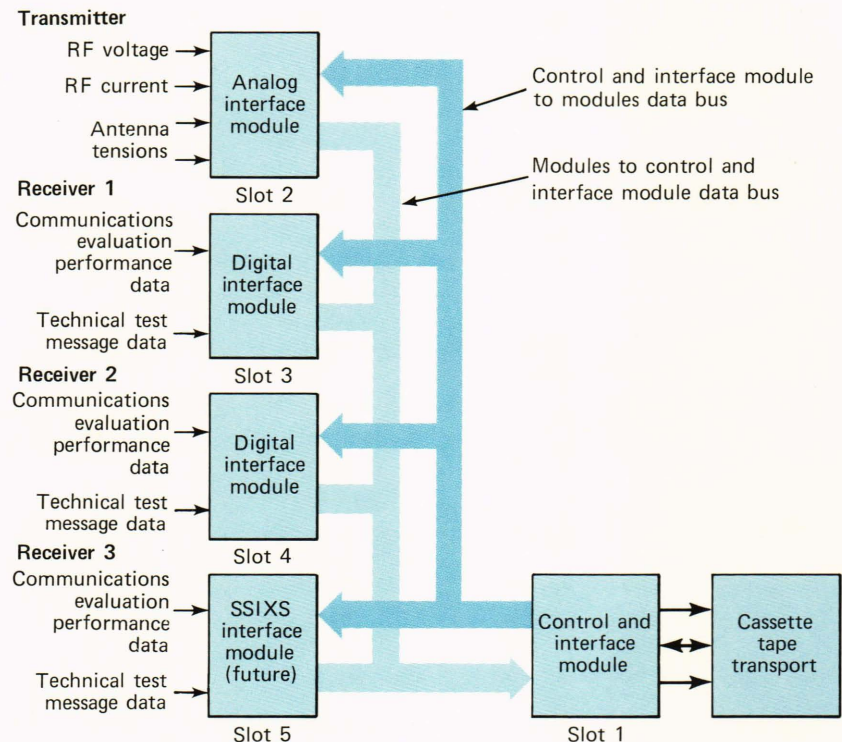 Transmitter
RF voltage
RF current
Antenna
tensions
Analog
interface
module
Slot 2
Control and interface module
to modules data bus
Modules to control and
interface module data bus
Receiver 1
Communications
evaluation
performance
data
Technical test
message data
Digital
interface
module
Slot 3
Receiver 2
Communications
evaluation
performance
data
Technical test
message data
Digital
interface
module
Slot 4
Receiver 3
Communications
evaluation
performance
data
Technical test
message data
SSIXS
interface
module
(future)
Slot 5
Control and
interface
module
Slot 1
Cassette
tape
transport